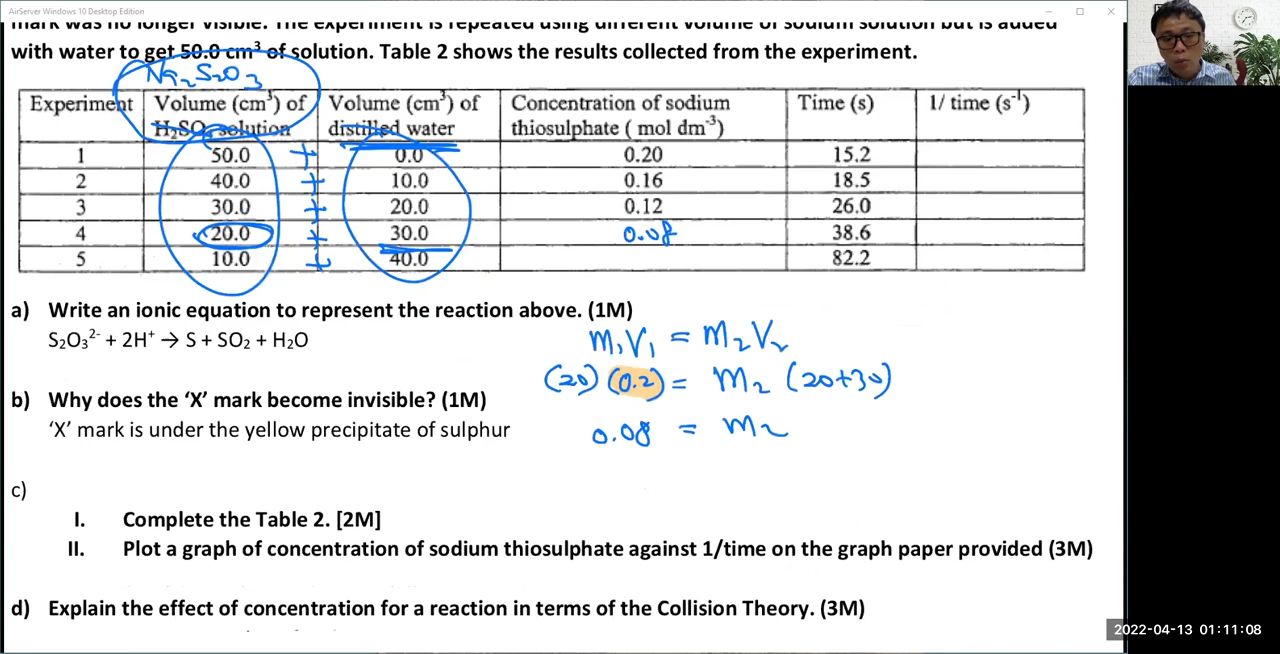 AirServer Windows 10 Desktop Edition
mark was no longer visible. The experiment is repeated using different volume of sodium solution but is added
with water to get 50.0 cm³ of solution. Table 2 shows the results collected from the experiment.
Na₂S₂O₃
Experiment Volume (cm³) of H₂SO₄ solution Volume (cm³) of distilled water Concentration of sodium thiosulphate ( mol dm⁻³) Time (s) 1/ time (s⁻¹)
1 50.0 + 0.0 0.20 15.2
2 40.0 + 10.0 0.16 18.5
3 30.0 + 20.0 0.12 26.0
4 20.0 + 30.0 0.08 38.6
5 10.0 + 40.0 82.2
a) Write an ionic equation to represent the reaction above. (1M)
S₂O₃²⁻ + 2H⁺ → S + SO₂ + H₂O
M₁V₁ = M₂V₂
(20) (0.2) = M₂ (20+30)
b) Why does the ‘X’ mark become invisible? (1M)
‘X’ mark is under the yellow precipitate of sulphur
0.08 = M₂
c)
I. Complete the Table 2. [2M]
II. Plot a graph of concentration of sodium thiosulphate against 1/time on the graph paper provided (3M)
d) Explain the effect of concentration for a reaction in terms of the Collision Theory. (3M)
2022-04-13 01:11:08